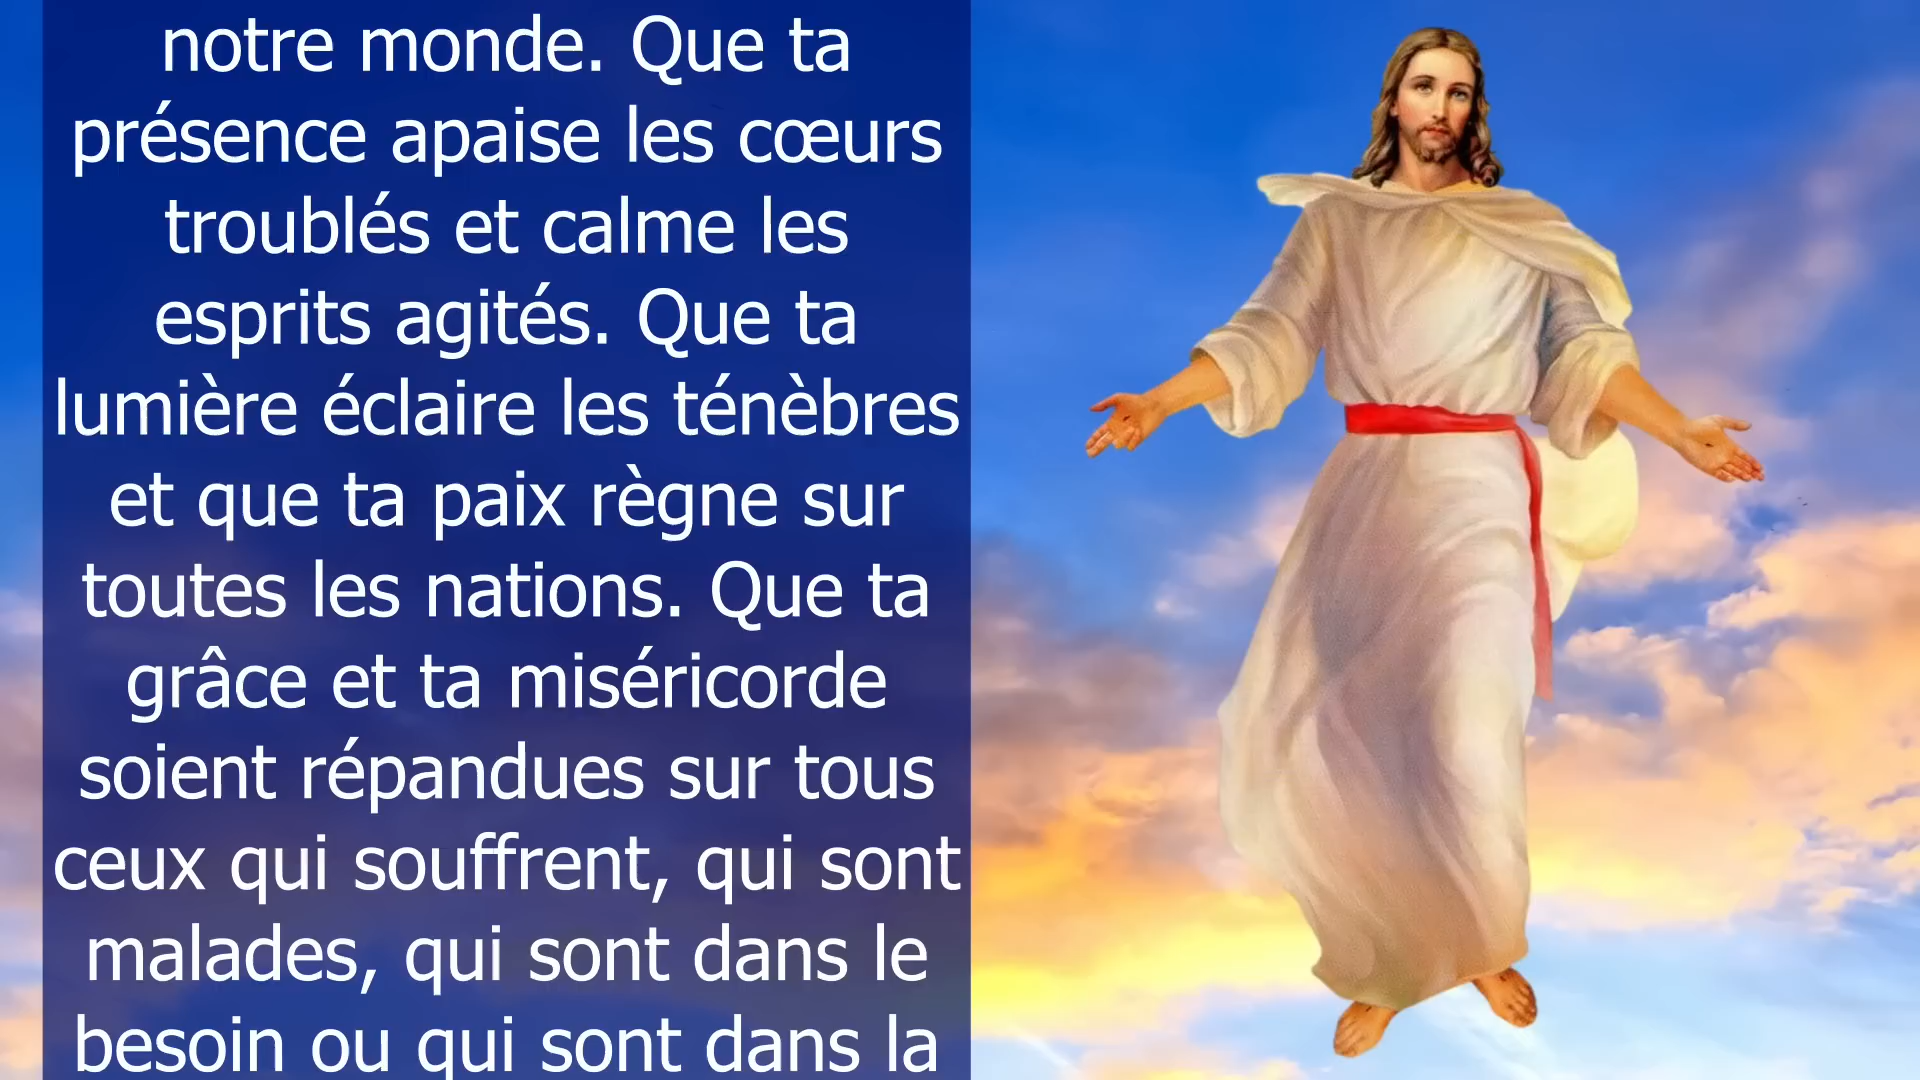 notre monde. Que ta
présence apaise les cœurs
troublés et calme les
esprits agités. Que ta
lumière éclaire les ténèbres
et que ta paix règne sur
toutes les nations. Que ta
grâce et ta miséricorde
soient répandues sur tous
ceux qui souffrent, qui sont
malades, qui sont dans le
besoin ou qui sont dans la